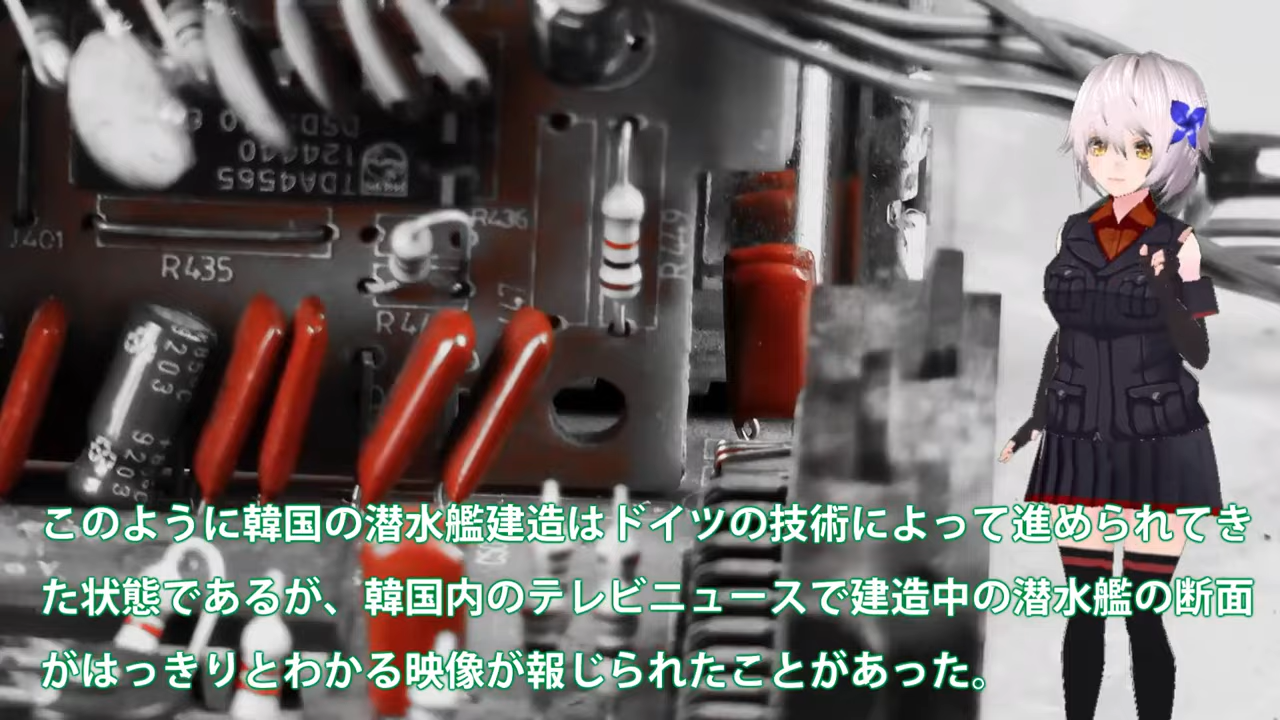 TDA4565
124440
J401
R435
R436
R449
203
9203
このように韓国の潜水艦建造はドイツの技術によって進められてき
た状態であるが、韓国内のテレビニュースで建造中の潜水艦の断面
がはっきりとわかる映像が報じられたことがあった。